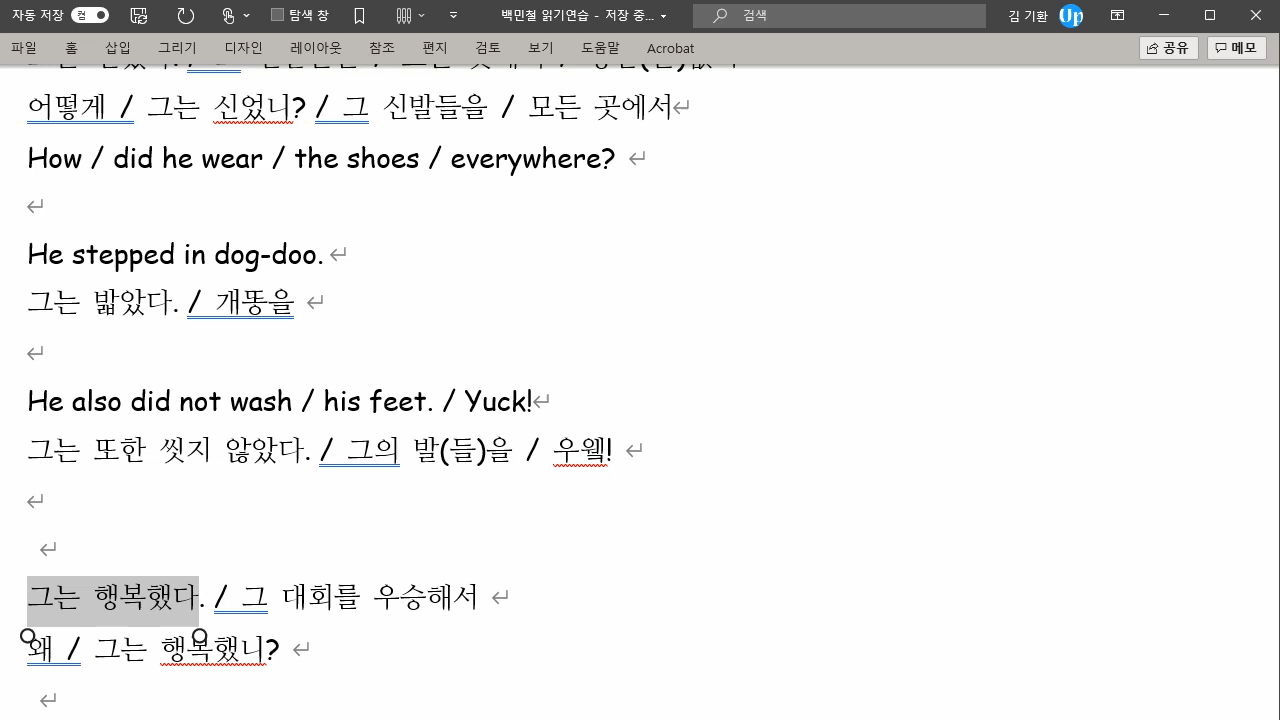 자동 저장 컴 탐색 창 백민철 읽기연습 - 저장 중... 검색 김 기환 Up
파일 홈 삽입 그리기 디자인 레이아웃 참조 편지 검토 보기 도움말 Acrobat 공유 메모
어떻게 / 그는 신었니? / 그 신발들을 / 모든 곳에서
How / did he wear / the shoes / everywhere?
He stepped in dog-doo.
그는 밟았다. / 개똥을
He also did not wash / his feet. / Yuck!
그는 또한 씻지 않았다. / 그의 발(들)을 / 우웩!
그는 행복했다. / 그 대회를 우승해서
왜 / 그는 행복했니?